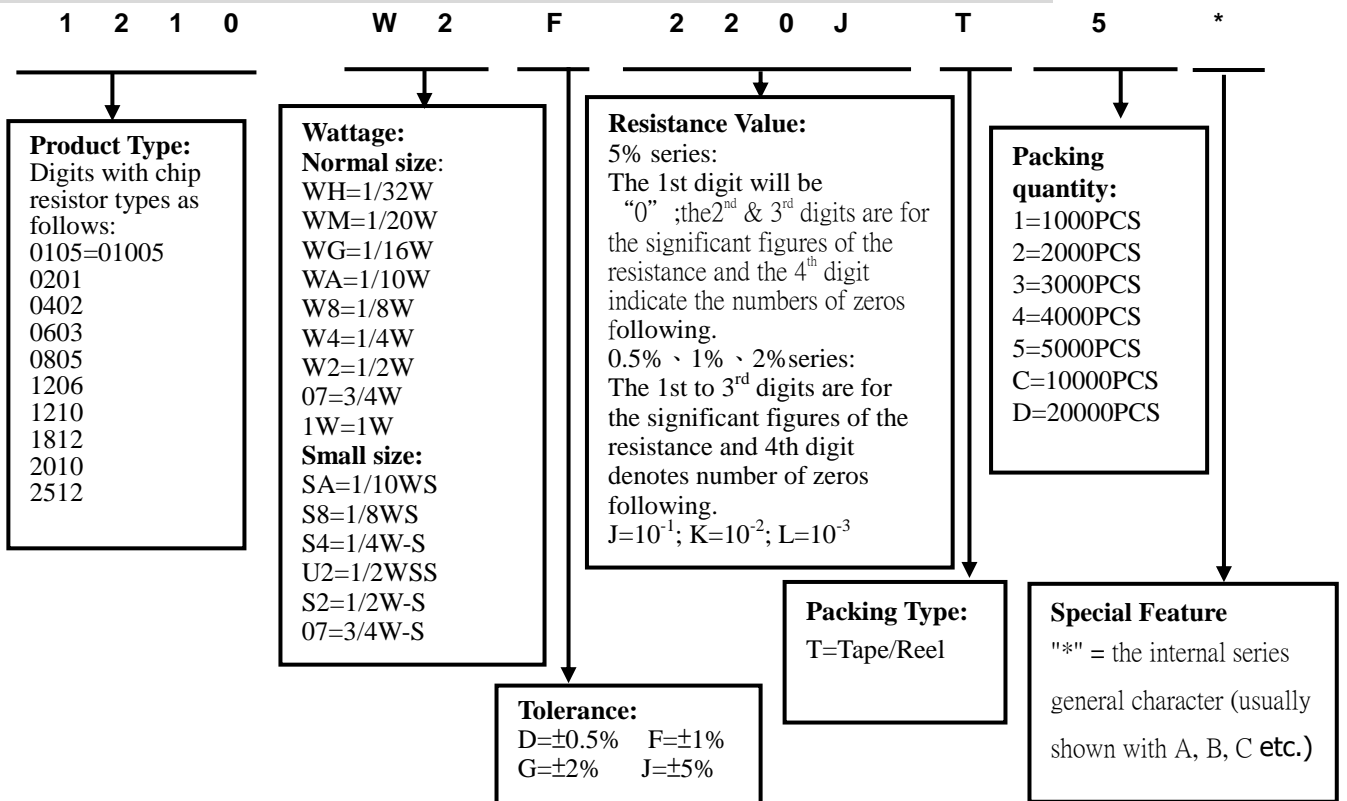 1 2 1 0 W 2 F 2 2 0 J T 5 *
Product Type:
Digits with chip
resistor types as
follows:
0105=01005
0201
0402
0603
0805
1206
1210
1812
2010
2512
Wattage:
Normal size:
WH=1/32W
WM=1/20W
WG=1/16W
WA=1/10W
W8=1/8W
W4=1/4W
W2=1/2W
07=3/4W
1W=1W
Small size:
SA=1/10WS
S8=1/8WS
S4=1/4W-S
U2=1/2WSS
S2=1/2W-S
07=3/4W-S
Tolerance:
D=±0.5% F=±1%
G=±2% J=±5%
Resistance Value:
5% series:
The 1st digit will be
“0” ;the2nd & 3rd digits are for
the significant figures of the
resistance and the 4th digit
indicate the numbers of zeros
following.
0.5%、1%、2%series:
The 1st to 3rd digits are for
the significant figures of the
resistance and 4th digit
denotes number of zeros
following.
J=10-1; K=10-2; L=10-3
Packing Type:
T=Tape/Reel
Packing
quantity:
1=1000PCS
2=2000PCS
3=3000PCS
4=4000PCS
5=5000PCS
C=10000PCS
D=20000PCS
Special Feature
"*" = the internal series
general character (usually
shown with A, B, C etc.)